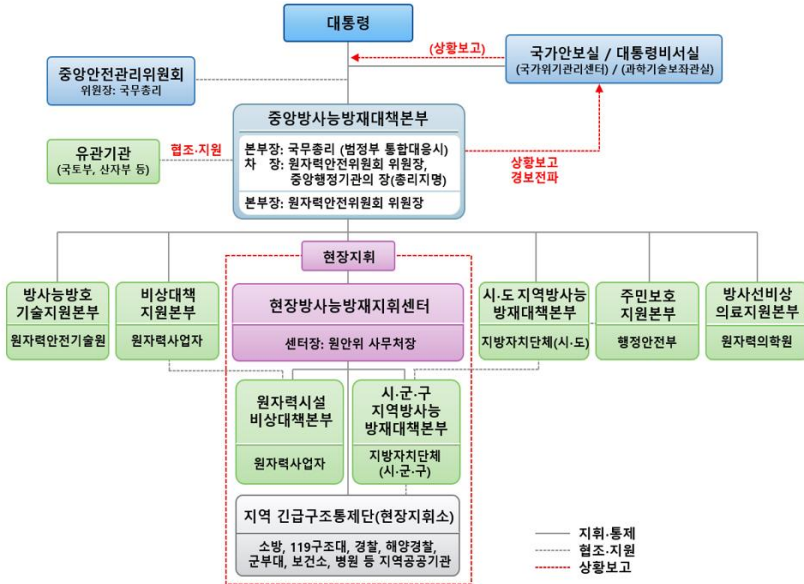 대통령
(상황보고)
국가안보실 / 대통령비서실
(국가위기관리센터) / (과학기술보좌관실)
중앙안전관리위원회
위원장: 국무총리
중앙방사능방재대책본부
본부장: 국무총리 (범정부 통합대응시)
차 장: 원자력안전위원회 위원장,
중앙행정기관의 장(총리지명)
본부장: 원자력안전위원회 위원장
유관기관
(국토부, 산자부 등)
협조·지원
상황보고
경보전파
현장지휘
방사능방호
기술지원본부
원자력안전기술원
비상대책
지원본부
원자력사업자
현장방사능방재지휘센터
센터장: 원안위 사무처장
시·도 지역방사능
방재대책본부
지방자치단체(시·도)
주민보호
지원본부
행정안전부
방사선비상
의료지원본부
원자력의학원
원자력시설
비상대책본부
원자력사업자
시·군·구
지역방사능
방재대책본부
지방자치단체
(시·군·구)
지역 긴급구조통제단(현장지휘소)
소방, 119구조대, 경찰, 해양경찰,
군부대, 보건소, 병원 등 지역공공기관
지휘·통제
협조·지원
상황보고